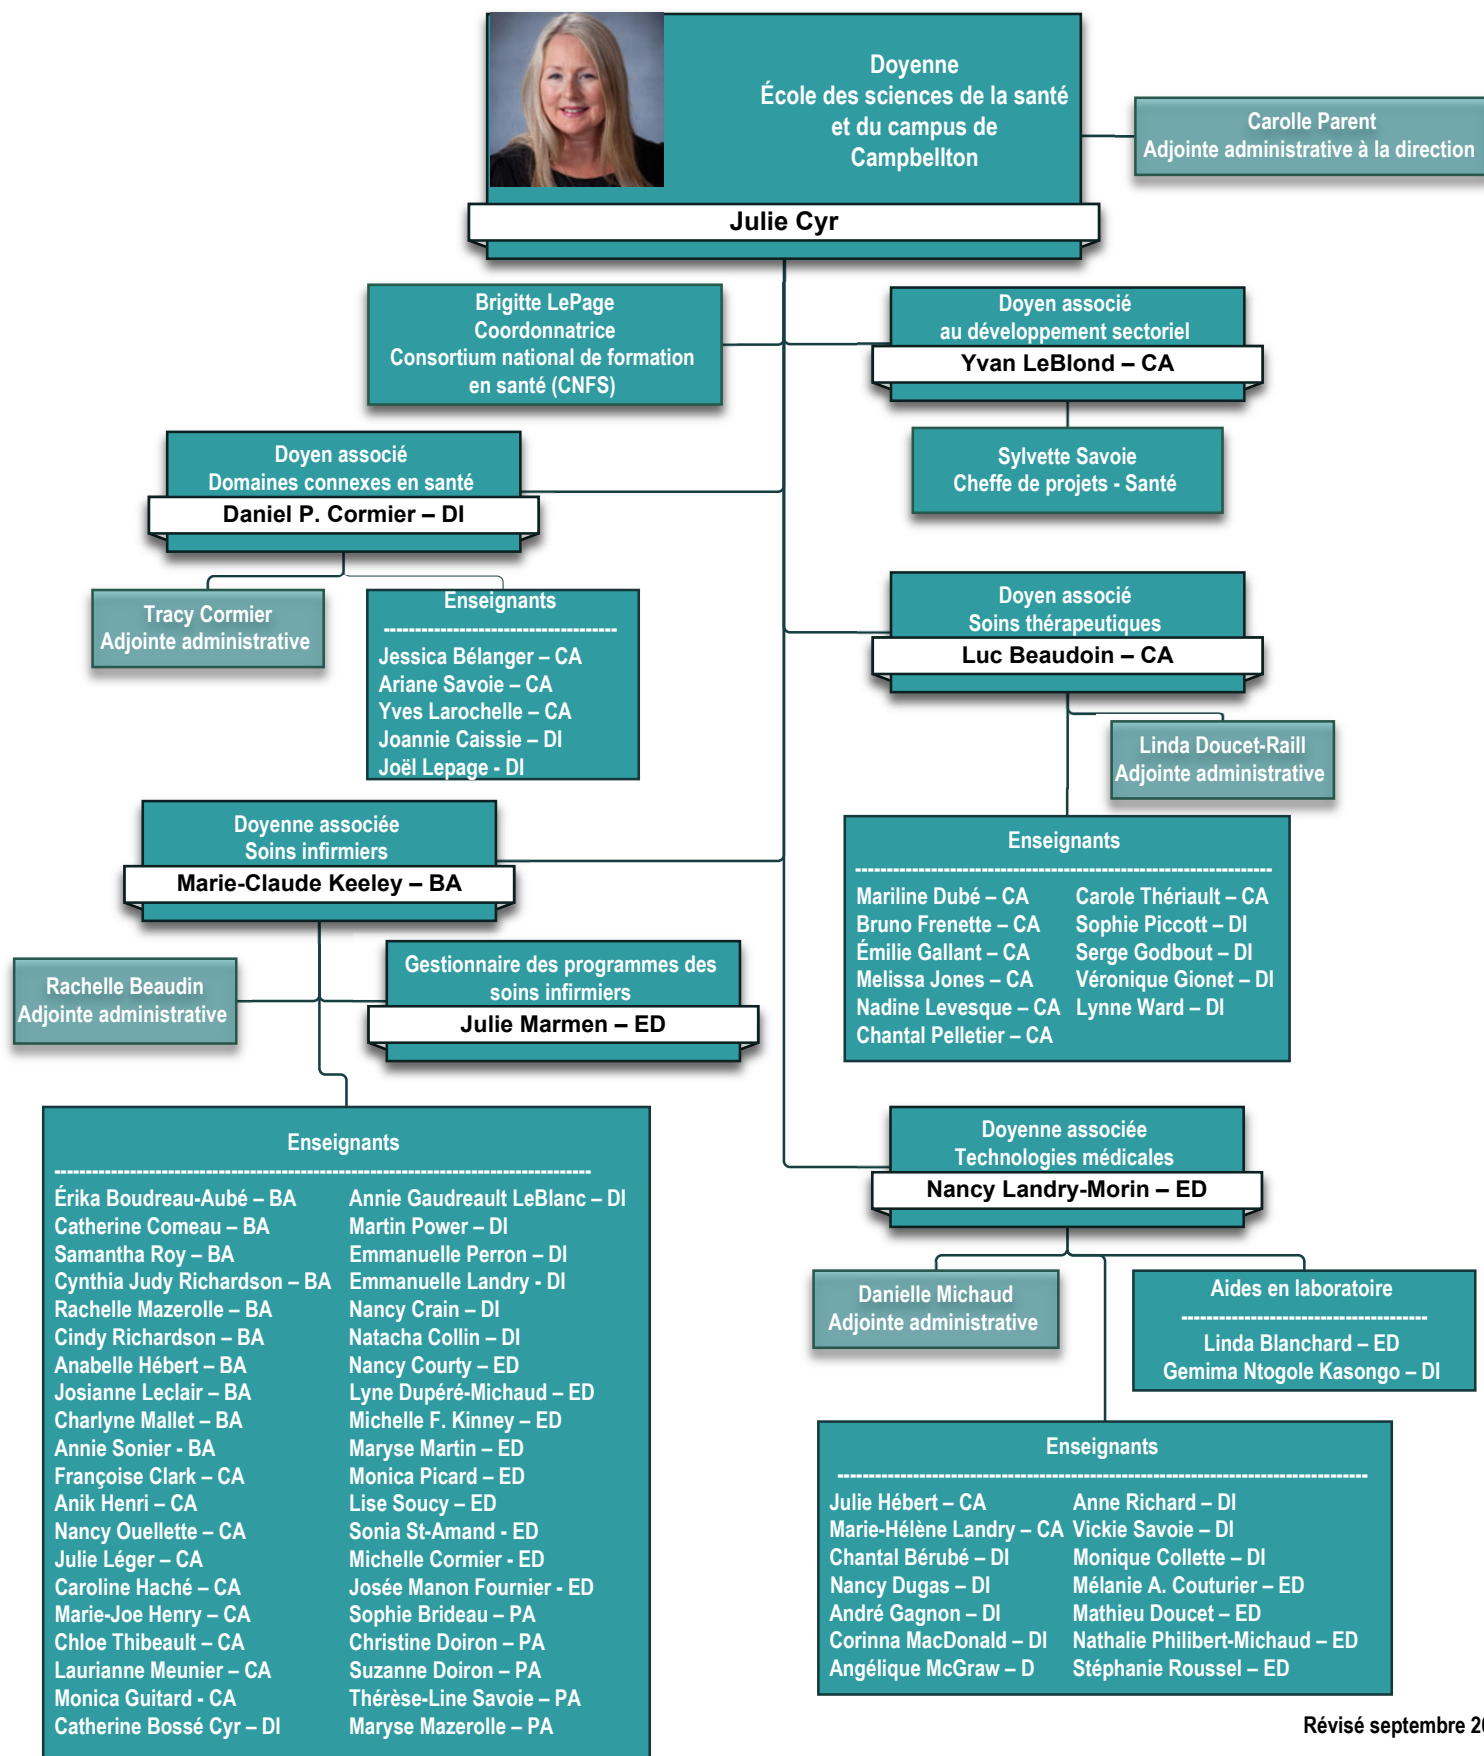 Doyenne
École des sciences de la santé
et du campus de
Campbellton
Julie Cyr
Carolle Parent
Adjointe administrative à la direction
Brigitte LePage
Coordonnatrice
Consortium national de formation
en santé (CNFS)
Doyen associé
au développement sectoriel
Yvan LeBlond – CA
Sylvette Savoie
Cheffe de projets - Santé
Doyen associé
Domaines connexes en santé
Daniel P. Cormier – DI
Tracy Cormier
Adjointe administrative
Enseignants
-------------------------------------
Jessica Bélanger – CA
Ariane Savoie – CA
Yves Larochelle – CA
Joannie Caissie – DI
Joël Lepage - DI
Doyen associé
Soins thérapeutiques
Luc Beaudoin – CA
Linda Doucet-Raill
Adjointe administrative
Enseignants
------------------------------------------------------------------
Mariline Dubé – CA
Bruno Frenette – CA
Émilie Gallant – CA
Melissa Jones – CA
Nadine Levesque – CA
Chantal Pelletier – CA
Carole Thériault – CA
Sophie Piccott – DI
Serge Godbout – DI
Véronique Gionet – DI
Lynne Ward – DI
Doyenne associée
Soins infirmiers
Marie-Claude Keeley – BA
Rachelle Beaudin
Adjointe administrative
Gestionnaire des programmes des
soins infirmiers
Julie Marmen – ED
Enseignants
-------------------------------------------------------------------------------------
Érika Boudreau-Aubé – BA
Catherine Comeau – BA
Samantha Roy – BA
Cynthia Judy Richardson – BA
Rachelle Mazerolle – BA
Cindy Richardson – BA
Anabelle Hébert – BA
Josianne Leclair – BA
Charlyne Mallet – BA
Annie Sonier - BA
Françoise Clark – CA
Anik Henri – CA
Nancy Ouellette – CA
Julie Léger – CA
Caroline Haché – CA
Marie-Joe Henry – CA
Chloe Thibeault – CA
Laurianne Meunier – CA
Monica Guitard - CA
Catherine Bossé Cyr – DI
Annie Gaudreault LeBlanc – DI
Martin Power – DI
Emmanuelle Perron – DI
Emmanuelle Landry - DI
Nancy Crain – DI
Natacha Collin – DI
Nancy Courty – ED
Lyne Dupéré-Michaud – ED
Michelle F. Kinney – ED
Maryse Martin – ED
Monica Picard – ED
Lise Soucy – ED
Sonia St-Amand - ED
Michelle Cormier - ED
Josée Manon Fournier - ED
Sophie Brideau – PA
Christine Doiron – PA
Suzanne Doiron – PA
Thérèse-Line Savoie – PA
Maryse Mazerolle – PA
Doyenne associée
Technologies médicales
Nancy Landry-Morin – ED
Danielle Michaud
Adjointe administrative
Aides en laboratoire
---------------------------------------
Linda Blanchard – ED
Gemima Ntogole Kasongo – DI
Enseignants
------------------------------------------------------------------------------------
Julie Hébert – CA
Marie-Hélène Landry – CA
Chantal Bérubé – DI
Nancy Dugas – DI
André Gagnon – DI
Corinna MacDonald – DI
Angélique McGraw – D
Anne Richard – DI
Vickie Savoie – DI
Monique Collette – DI
Mélanie A. Couturier – ED
Mathieu Doucet – ED
Nathalie Philibert-Michaud – ED
Stéphanie Roussel – ED
Révisé septembre